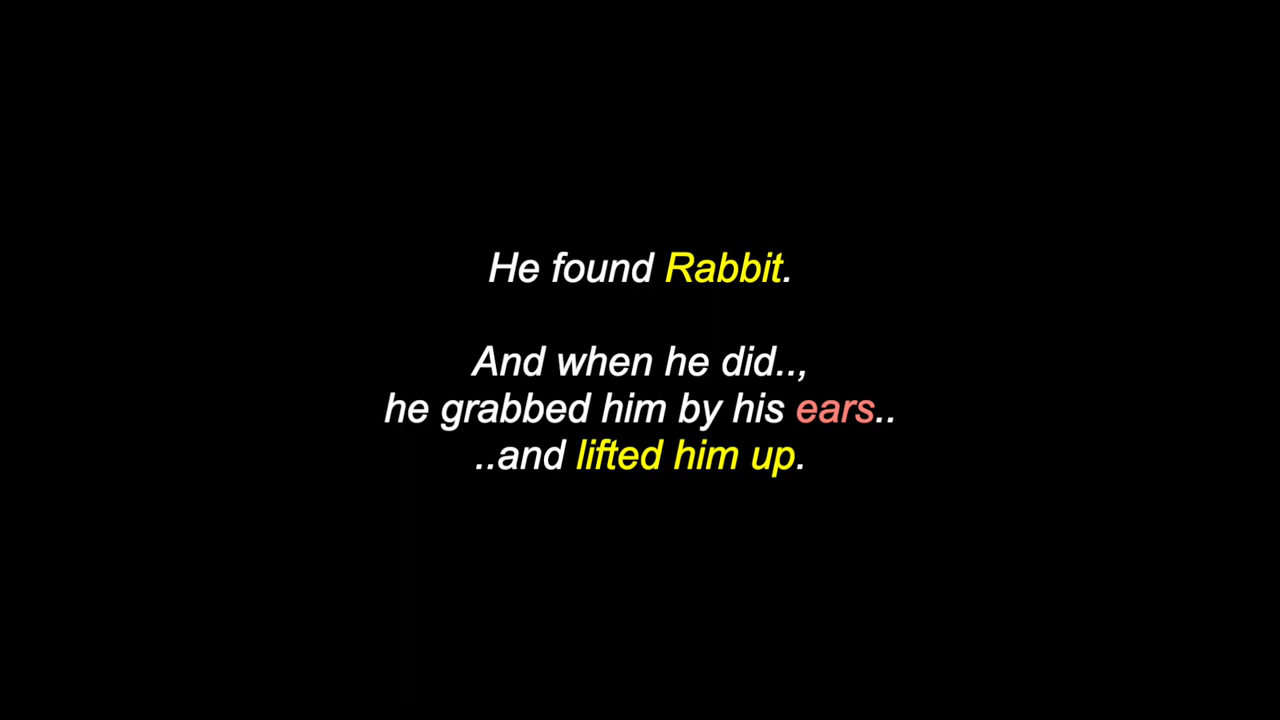 He found Rabbit.
And when he did..,
he grabbed him by his ears..
..and lifted him up.